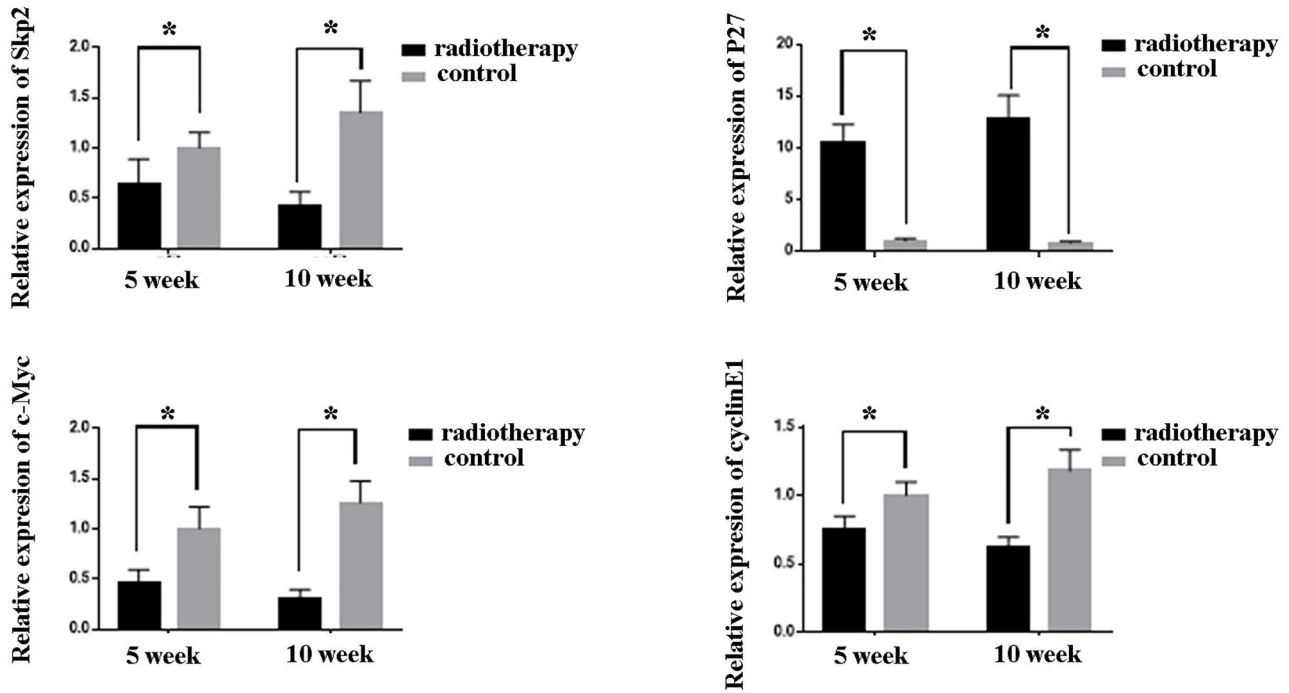 Relative expression of Skp2
2.0
1.5
1.0
0.5
0.0
*
*
radiotherapy
control
5 week
10 week
Relative expression of P27
20
15
10
5
0
*
*
radiotherapy
control
5 week
10 week
Relative expresion of c-Myc
2.0
1.5
1.0
0.5
0.0
*
*
radiotherapy
control
5 week
10 week
Relative expresion of cyclinE1
1.5
1.0
0.5
0.0
*
*
radiotherapy
control
5 week
10 week